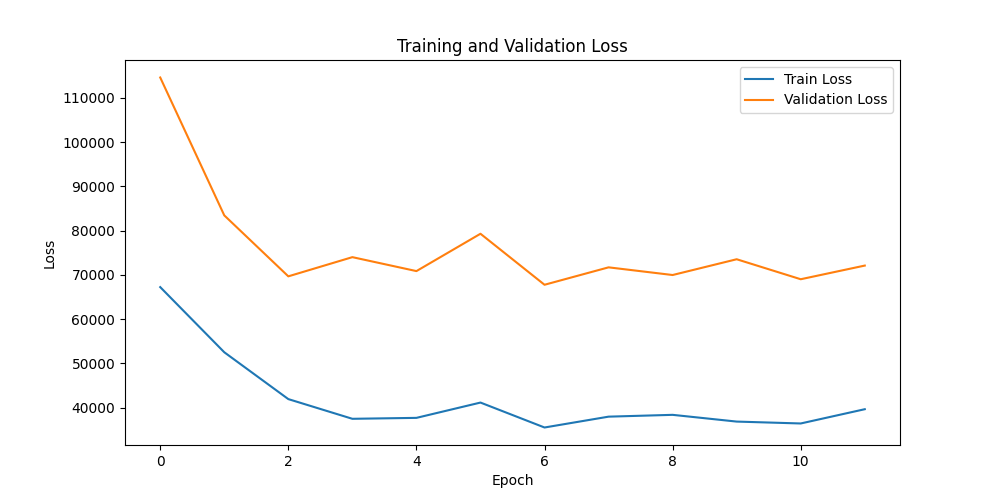 Training and Validation Loss
Train Loss
Validation Loss
110000
100000
90000
80000
70000
60000
50000
40000
Loss
0 2 4 6 8 10
Epoch